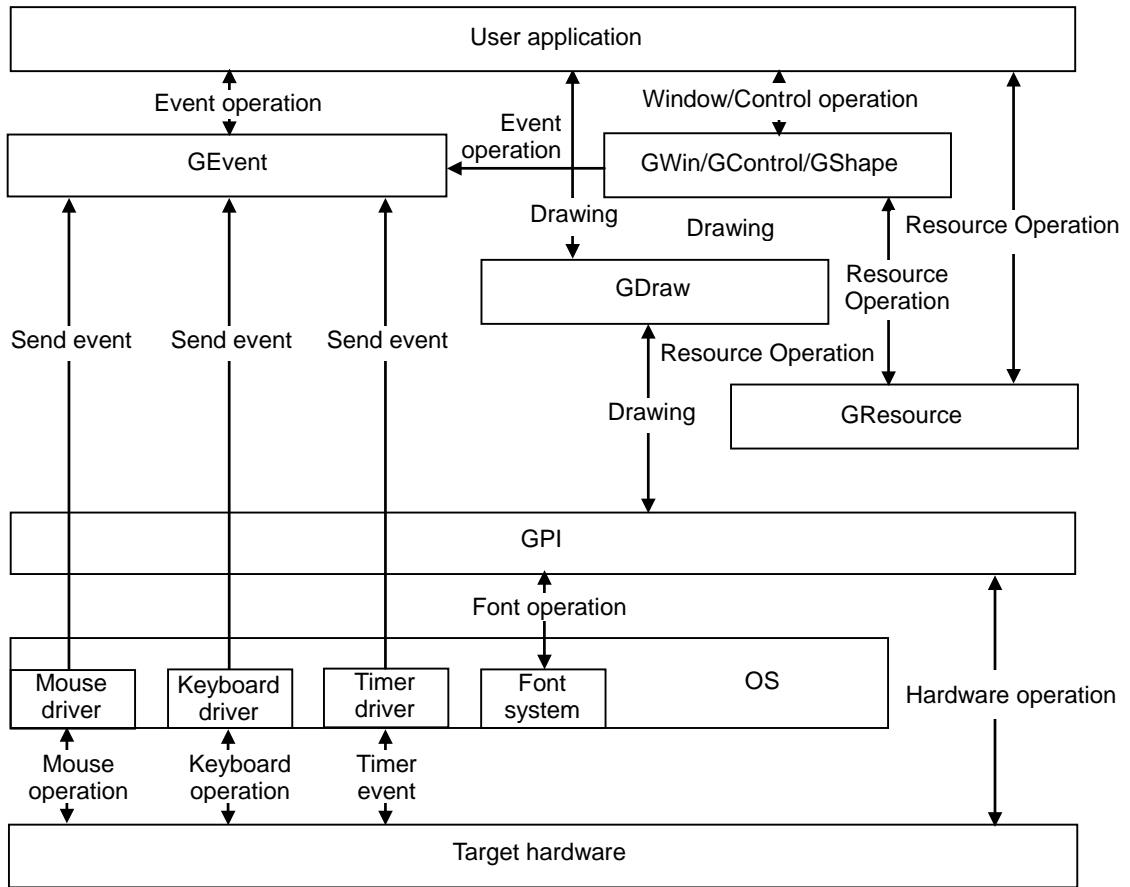 User application
Event operation
Window/Control operation
Event
operation
GEvent
GWin/GControl/GShape
Drawing
Drawing
Resource Operation
GDraw
Resource
Operation
Send event
Send event
Send event
Resource Operation
Drawing
GResource
GPI
Font operation
Mouse
driver
Keyboard
driver
Timer
driver
Font
system
OS
Hardware operation
Mouse
operation
Keyboard
operation
Timer
event
Target hardware